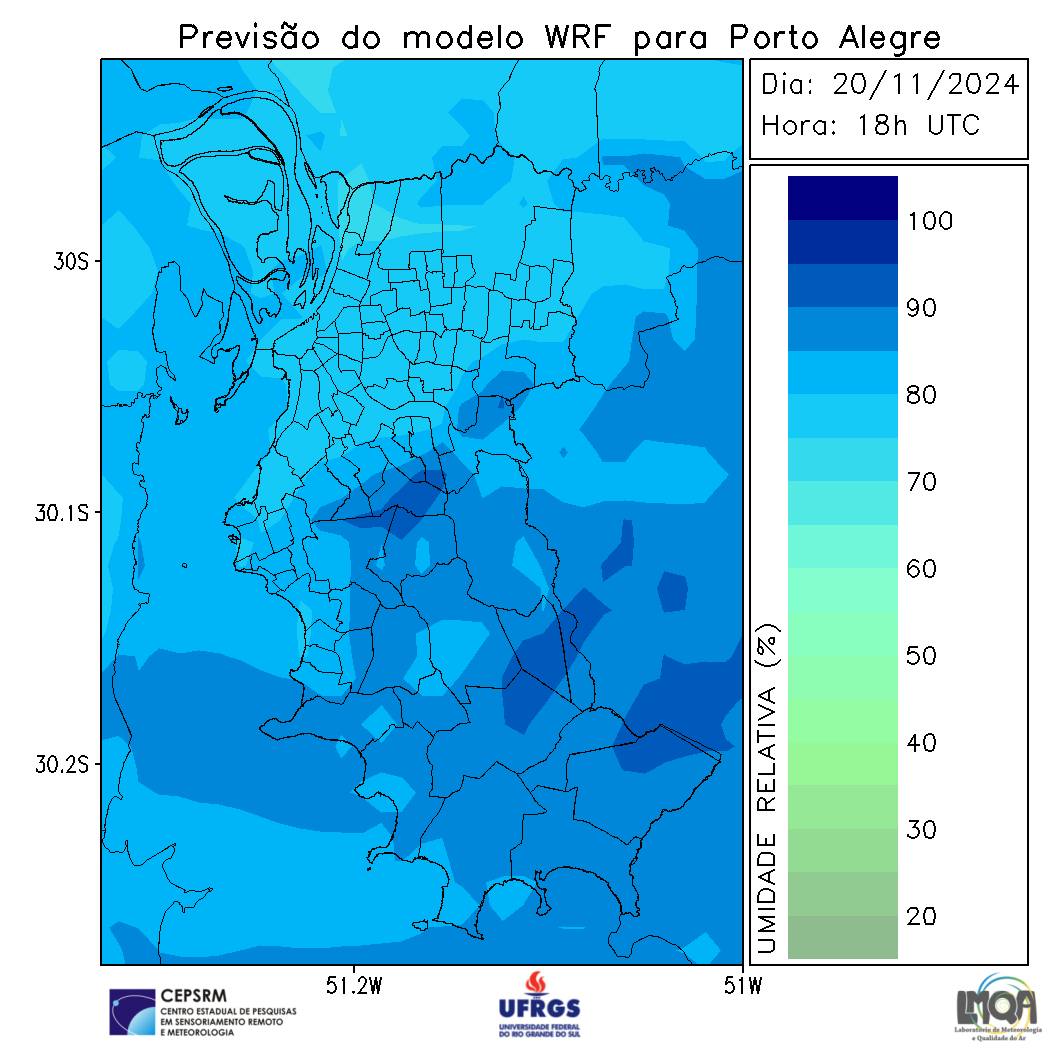 Previsão do modelo WRF para Porto Alegre
Dia: 20/11/2024
Hora: 18h UTC
30S
30.1S
30.2S
51.2W
51W
UMIDADE RELATIVA (%)
100
90
80
70
60
50
40
30
20
CEPSRM
CENTRO ESTADUAL DE PESQUISAS
EM SENSORIAMENTO REMOTO
E METEOROLOGIA
UFRGS
UNIVERSIDADE FEDERAL
DO RIO GRANDE DO SUL
LMQA
Laboratório de Meteorologia
e Qualidade do Ar